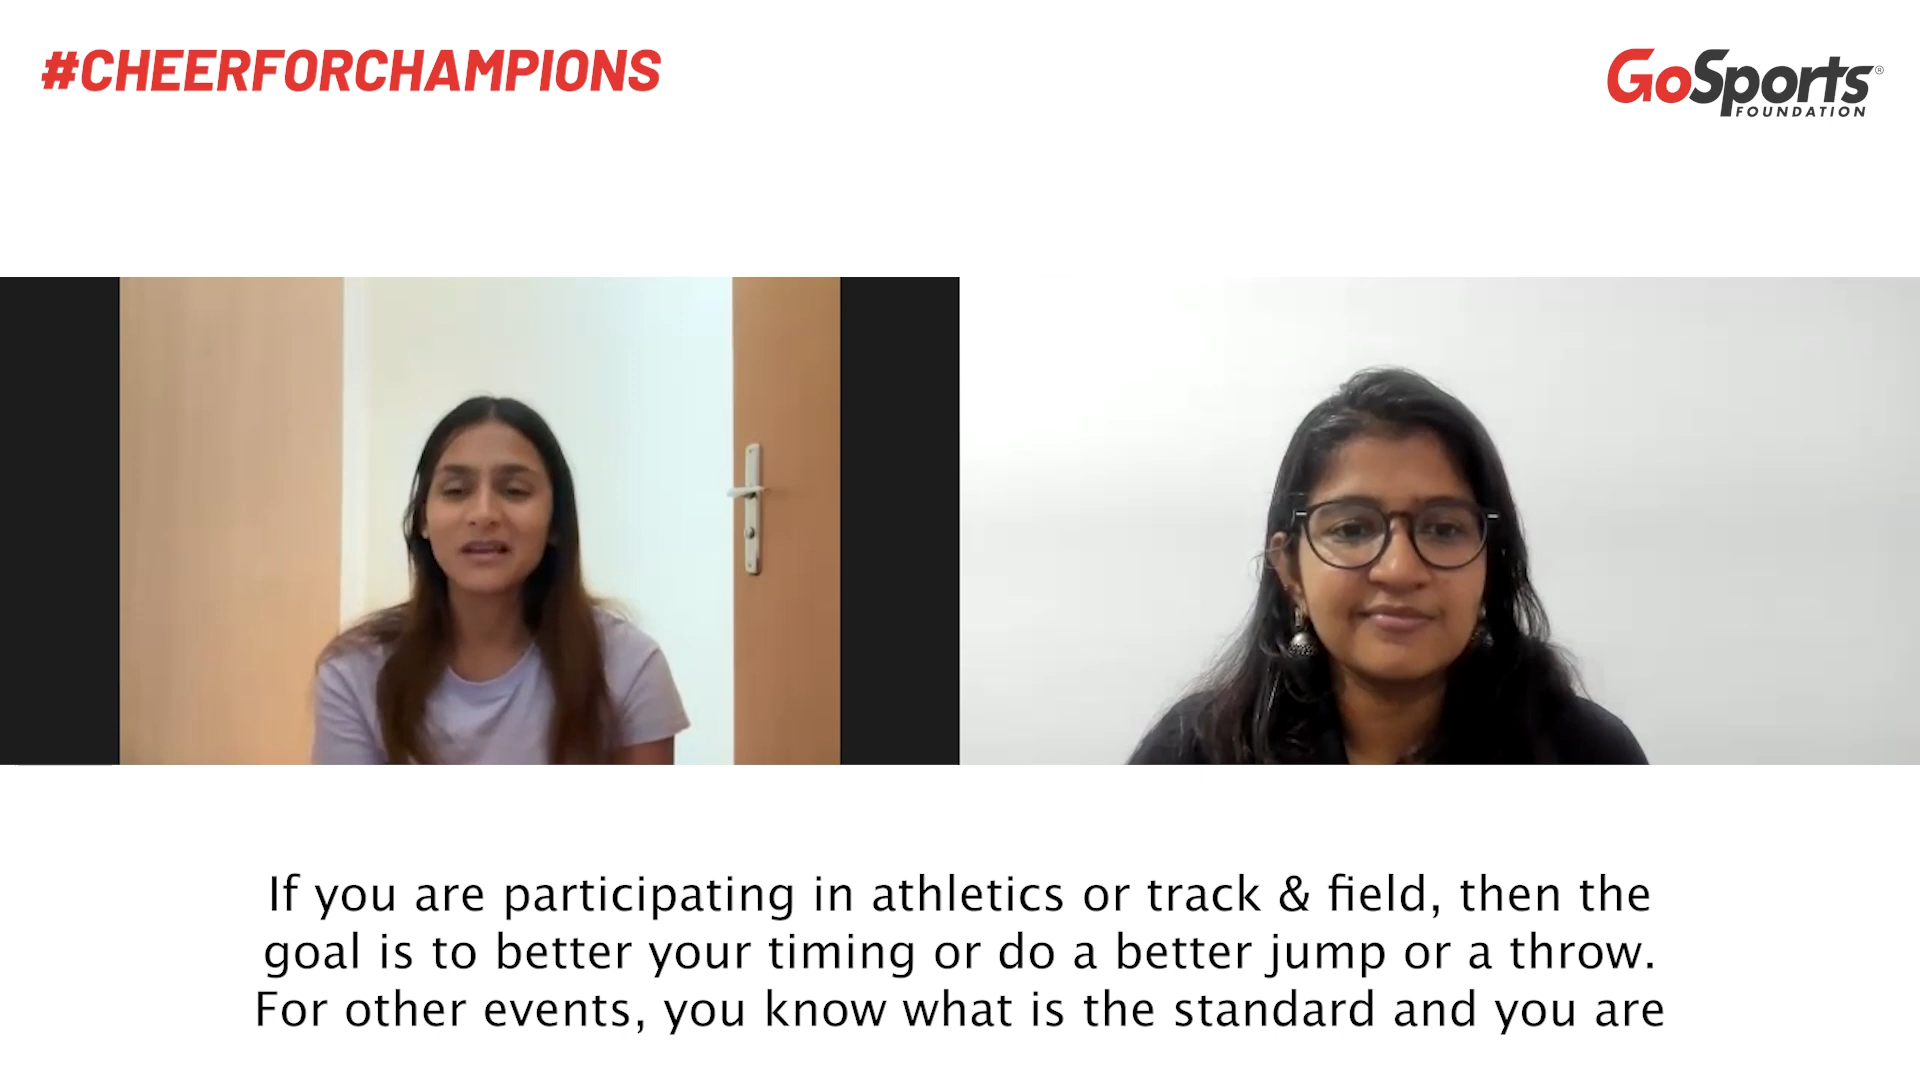 #CHEERFORCHAMPIONS
GoSports®
FOUNDATION
If you are participating in athletics or track & field, then the
goal is to better your timing or do a better jump or a throw.
For other events, you know what is the standard and you are